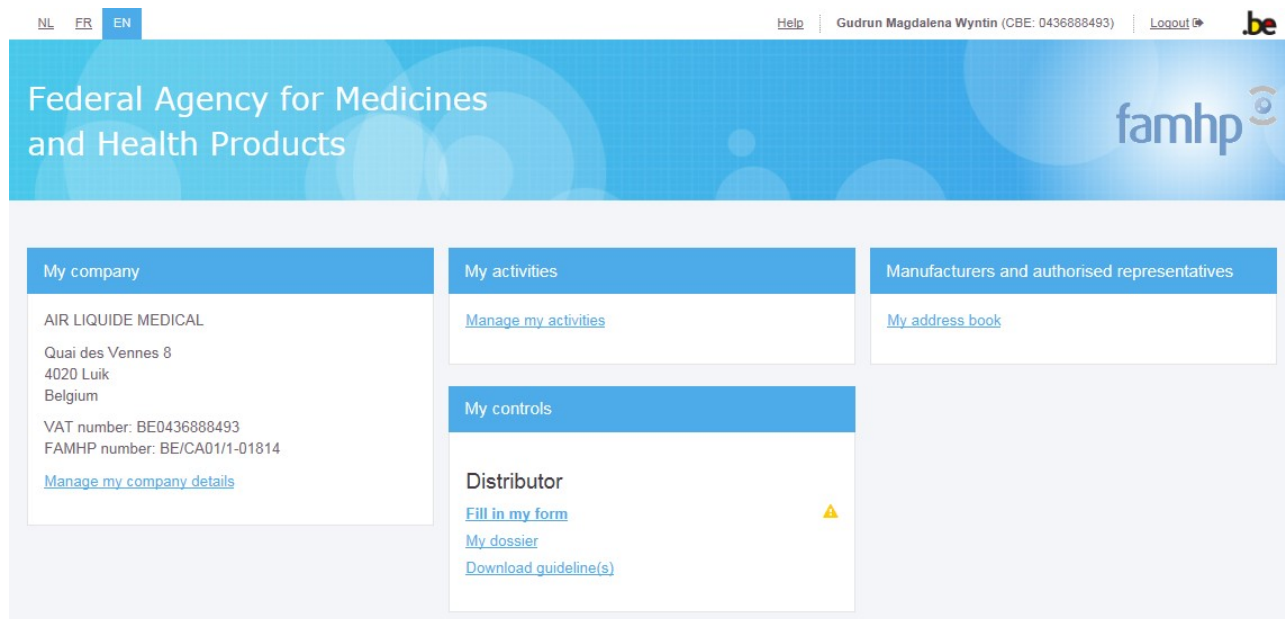 NL FR EN Help Gudrun Magdalena Wyntin (CBE: 0436888493) Logout .be
Federal Agency for Medicines
and Health Products
famhp
My company
AIR LIQUIDE MEDICAL
Quai des Vennes 8
4020 Luik
Belgium
VAT number: BE0436888493
FAMHP number: BE/CA01/1-01814
Manage my company details
My activities
Manage my activities
My controls
Distributor
Fill in my form
My dossier
Download guideline(s)
Manufacturers and authorised representatives
My address book